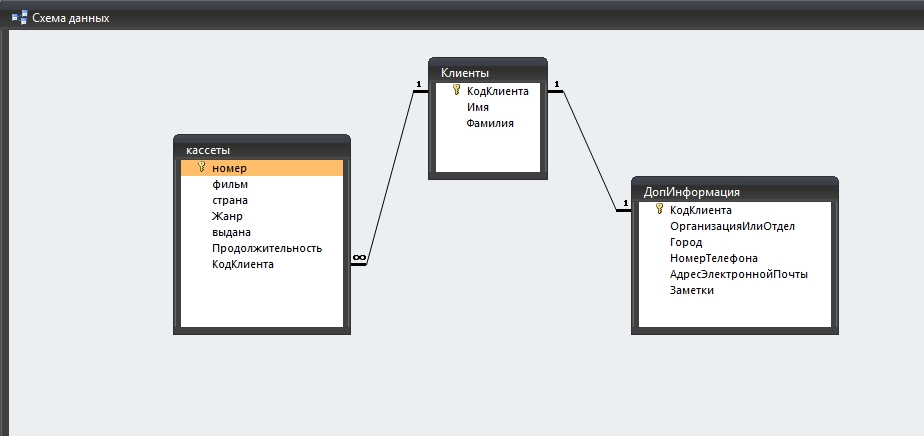 Схема данных
Клиенты
1
1
КодКлиента
Имя
Фамилия
кассеты
номер
фильм
страна
Жанр
выдана
Продолжительность
КодКлиента
∞
ДопИнформация
1
КодКлиента
ОрганизацияИлиОтдел
Город
НомерТелефона
АдресЭлектроннойПочты
Заметки